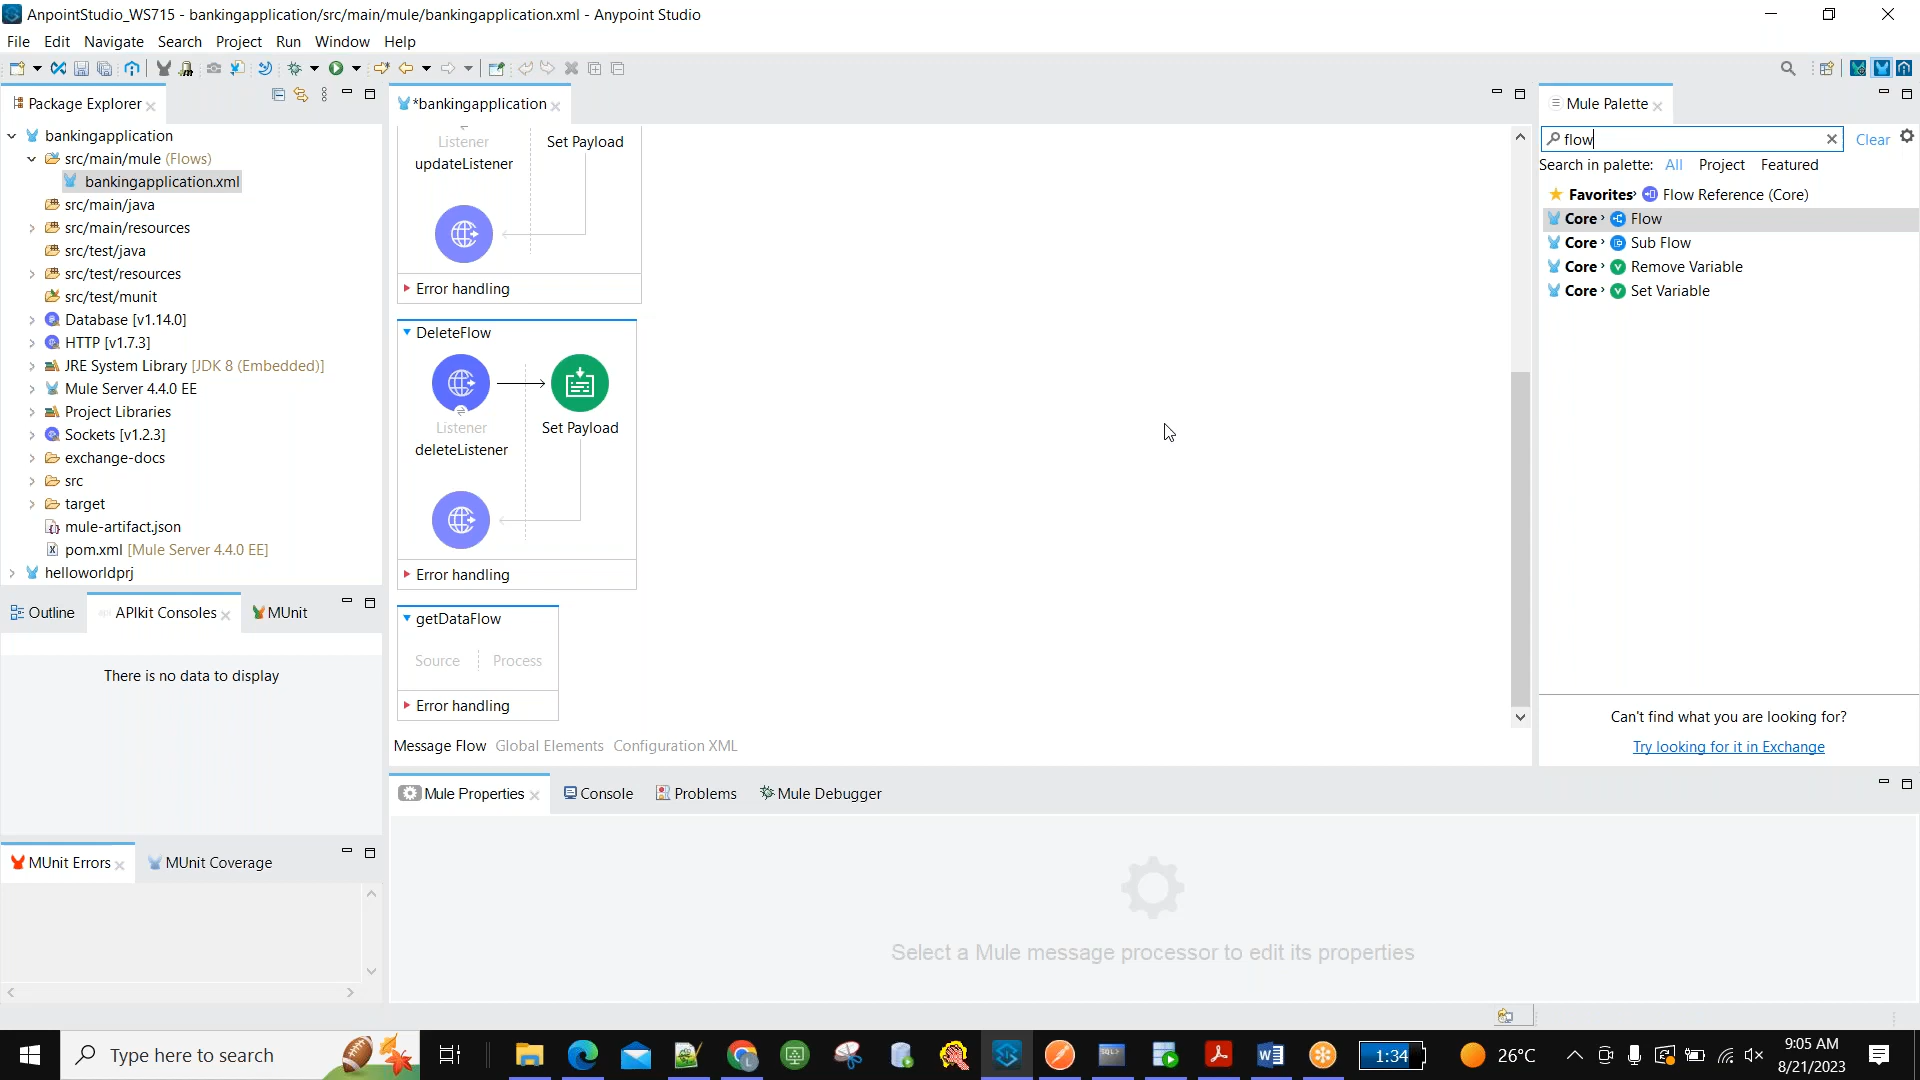 AnpointStudio_WS715 - bankingapplication/src/main/mule/bankingapplication.xml - Anypoint Studio
File Edit Navigate Search Project Run Window Help
Package Explorer
bankingapplication
src/main/mule (Flows)
bankingapplication.xml
src/main/java
src/main/resources
src/test/java
src/test/resources
src/test/munit
Database [v1.14.0]
HTTP [v1.7.3]
JRE System Library [JDK 8 (Embedded)]
Mule Server 4.4.0 EE
Project Libraries
Sockets [v1.2.3]
exchange-docs
src
target
mule-artifact.json
pom.xml [Mule Server 4.4.0 EE]
helloworldprj
Outline APIkit Consoles MUnit
There is no data to display
MUnit Errors MUnit Coverage
*bankingapplication
Listener Set Payload
updateListener
Error handling
DeleteFlow
Listener Set Payload
deleteListener
Error handling
getDataFlow
Source Process
Error handling
Message Flow Global Elements Configuration XML
Mule Properties Console Problems Mule Debugger
Select a Mule message processor to edit its properties
Mule Palette
flow Clear
Search in palette: All Project Featured
Favorites Flow Reference (Core)
Core Flow
Core Sub Flow
Core Remove Variable
Core Set Variable
Can't find what you are looking for?
Try looking for it in Exchange
Type here to search
SQL>
1:34
26°C
9:05 AM
8/21/2023